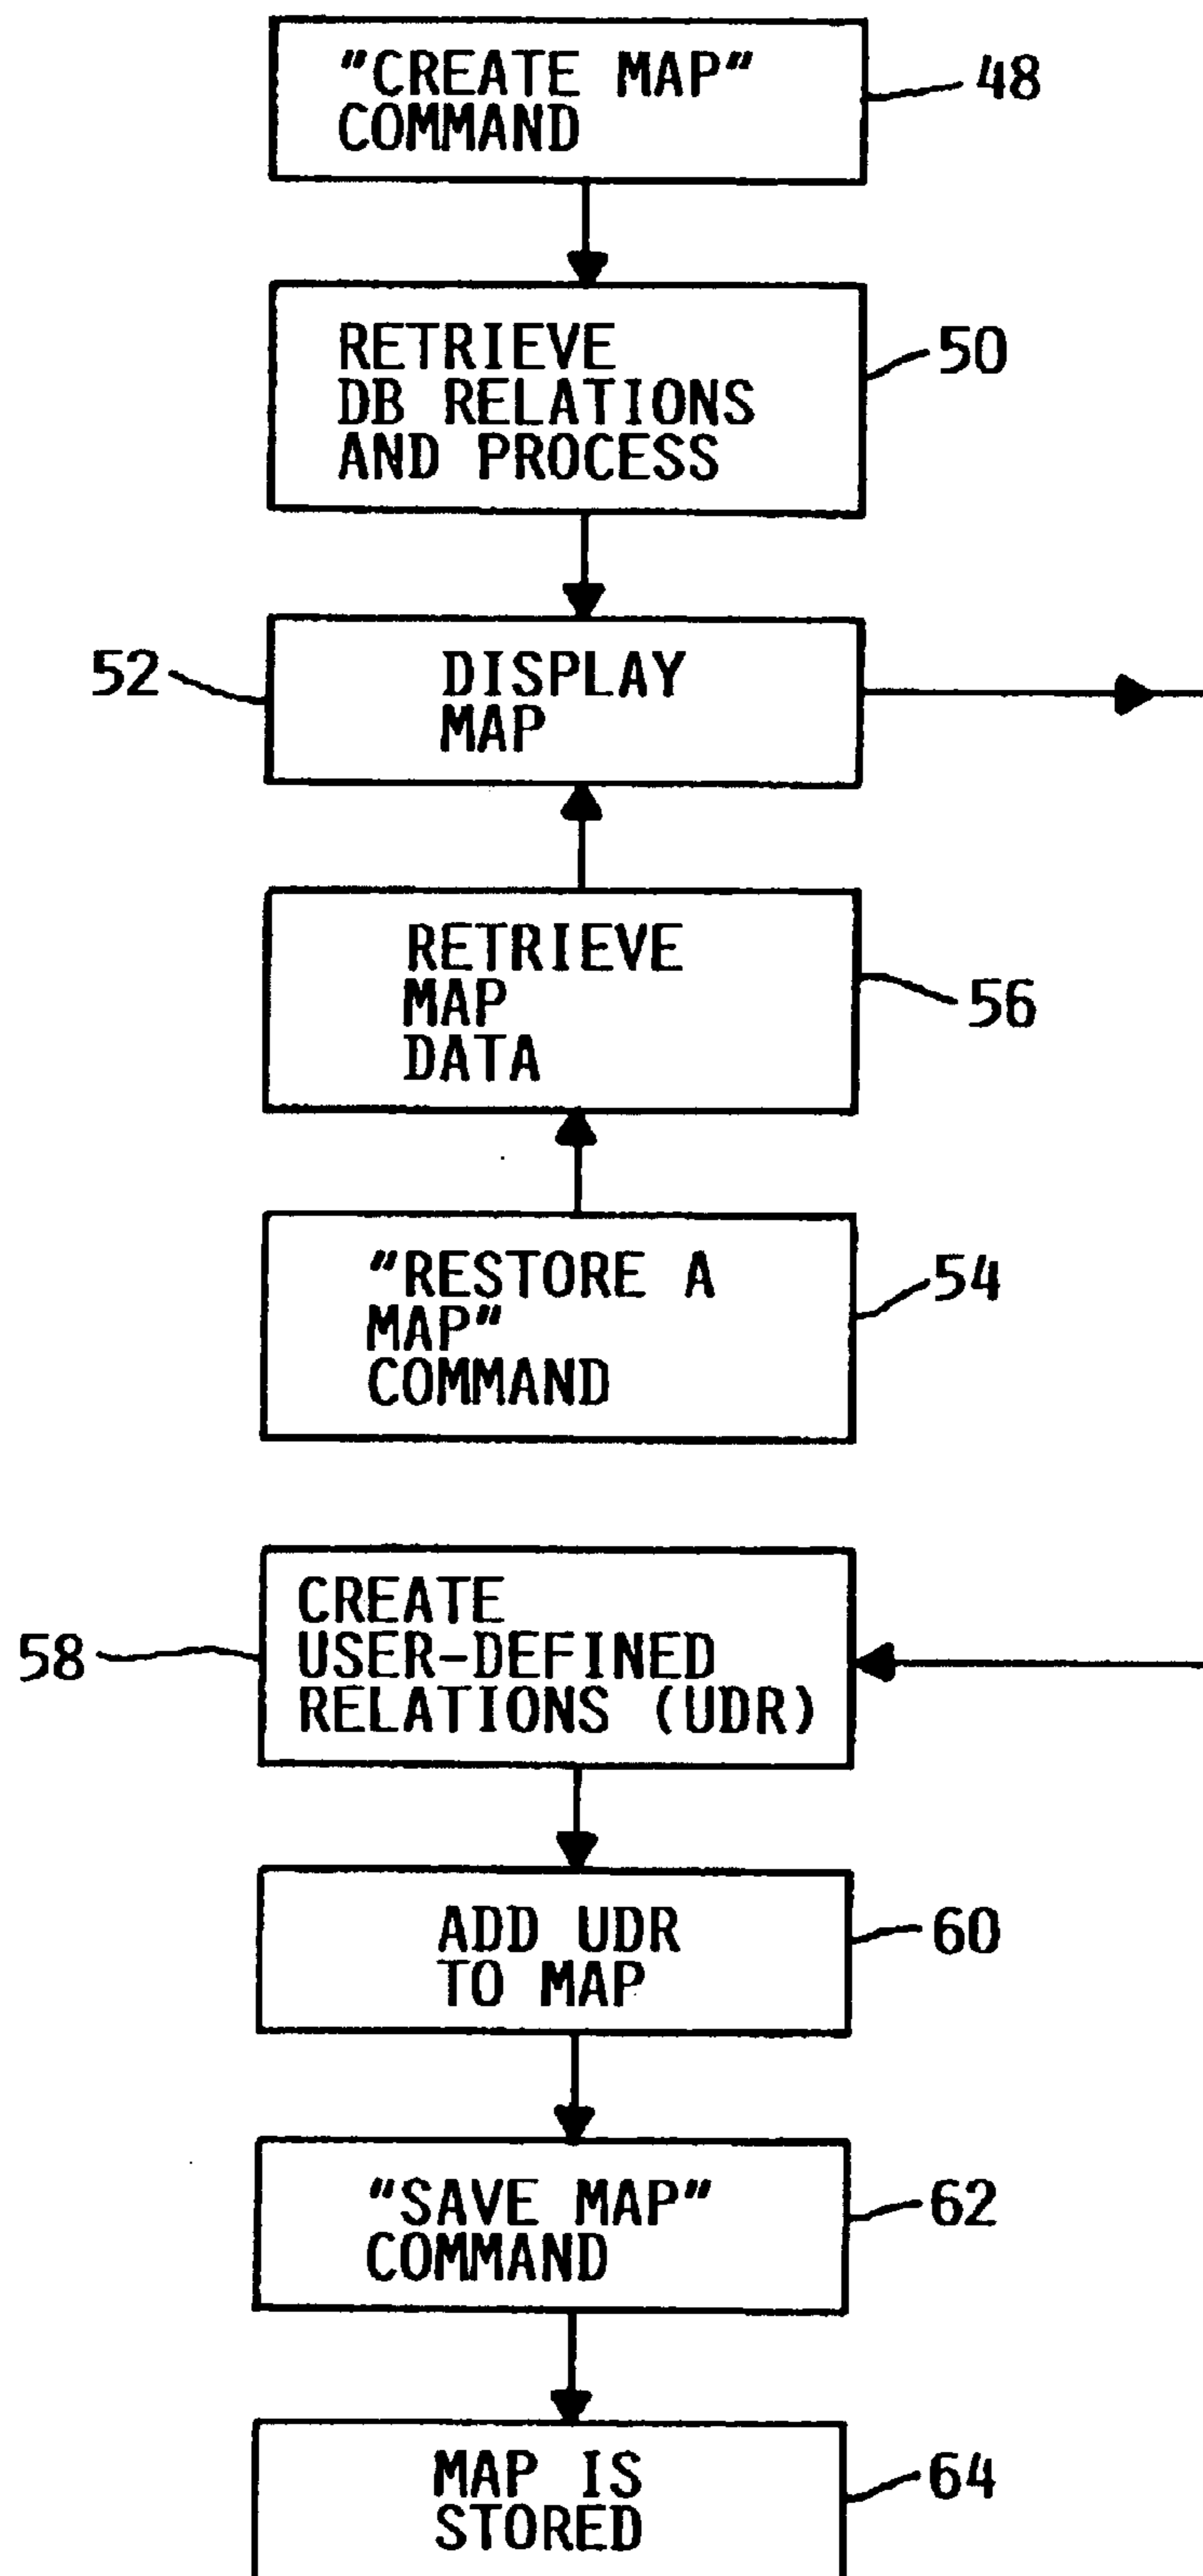 "CREATE MAP"
COMMAND
48
RETRIEVE
DB RELATIONS
AND PROCESS
50
52
DISPLAY
MAP
RETRIEVE
MAP
DATA
56
"RESTORE A
MAP"
COMMAND
54
58
CREATE
USER-DEFINED
RELATIONS (UDR)
ADD UDR
TO MAP
60
"SAVE MAP"
COMMAND
62
MAP IS
STORED
64